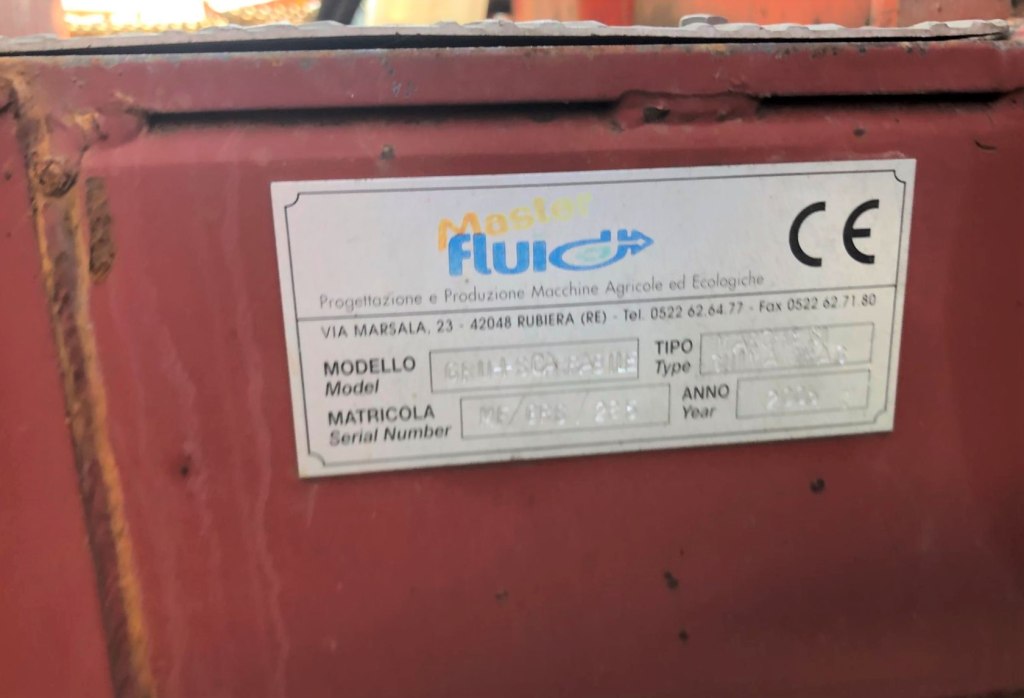 Master
fluid
CE
Progettazione e Produzione Macchine Agricole ed Ecologiche
VIA MARSALA, 23 - 42048 RUBIERA (RE) - Tel. 0522 62.64.77 - Fax 0522 62.71.80
MODELLO
Model
TIPO
Type
MATRICOLA
Serial Number
ANNO
Year